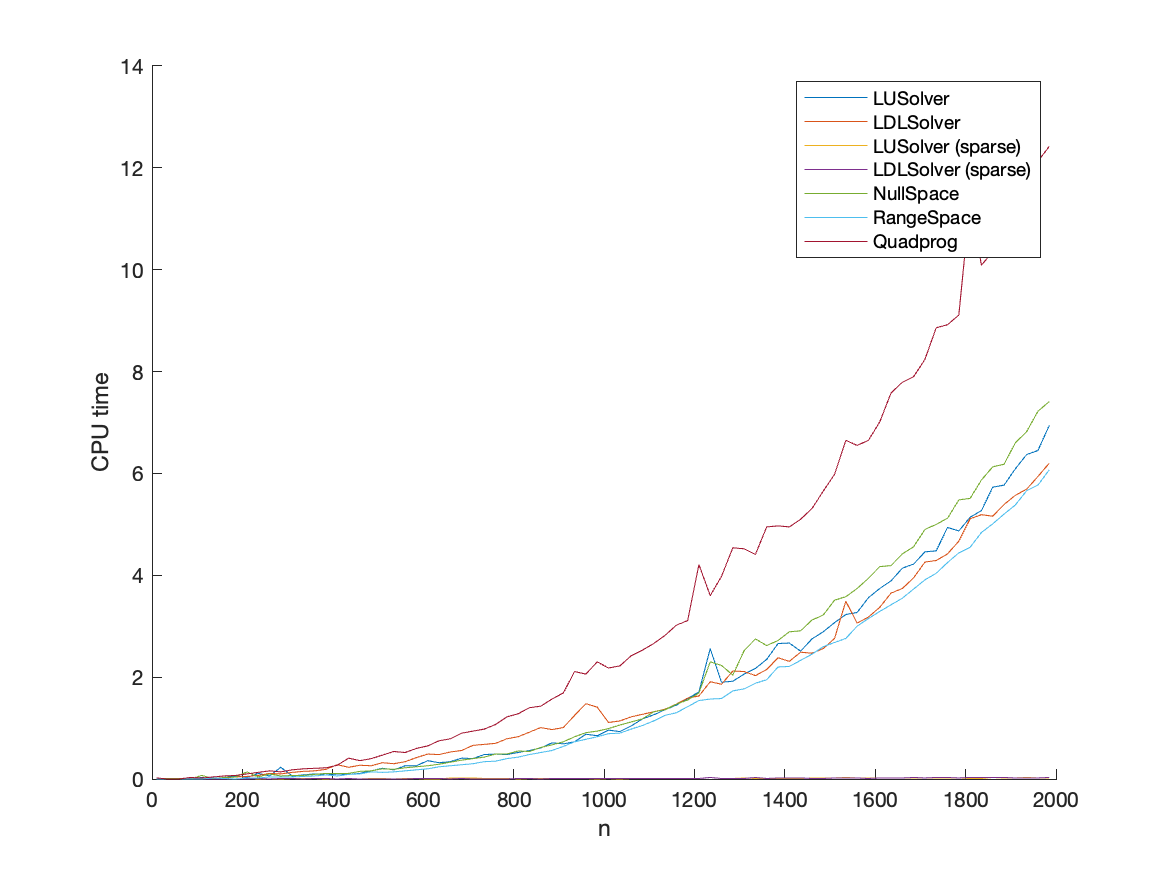 14
12
10
8
6
4
2
0
CPU time
0 200 400 600 800 1000 1200 1400 1600 1800 2000
n
LUSolver
LDLSolver
LUSolver (sparse)
LDLSolver (sparse)
NullSpace
RangeSpace
Quadprog